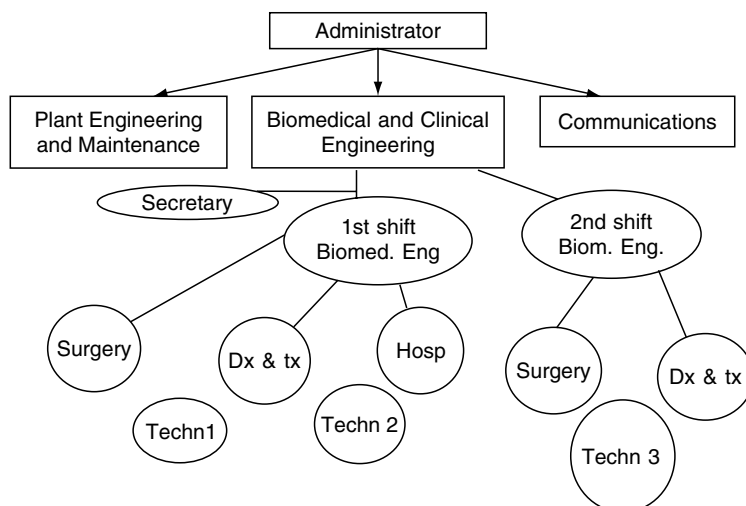 Administrator
Plant Engineering
and Maintenance
Biomedical and Clinical
Engineering
Communications
Secretary
1st shift
Biomed. Eng
2nd shift
Biom. Eng.
Surgery
Dx & tx
Hosp
Surgery
Dx & tx
Techn1
Techn 2
Techn 3